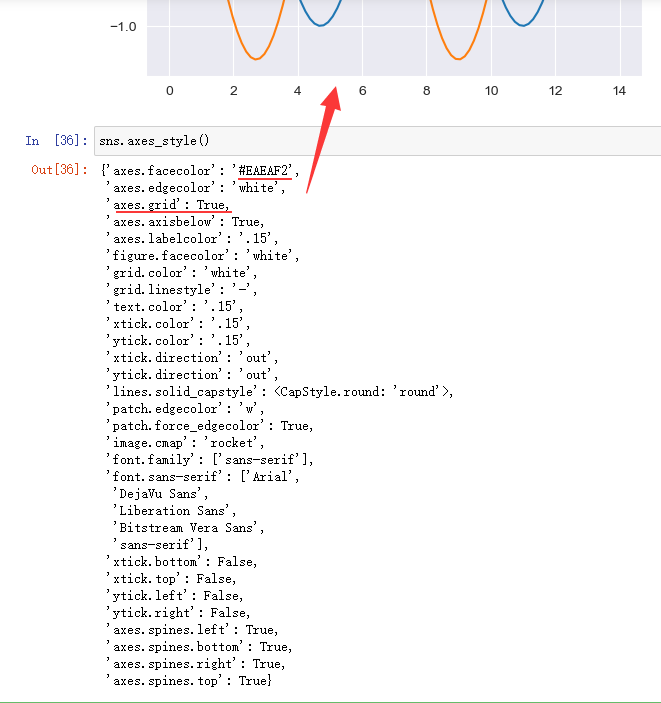 −1.0
0 2 4 6 8 10 12 14
In [36]: sns.axes_style()
Out[36]: {'axes.facecolor': '#EAEAF2',
'axes.edgecolor': 'white',
'axes.grid': True,
'axes.axisbelow': True,
'axes.labelcolor': '.15',
'figure.facecolor': 'white',
'grid.color': 'white',
'grid.linestyle': '-',
'text.color': '.15',
'xtick.color': '.15',
'ytick.color': '.15',
'xtick.direction': 'out',
'ytick.direction': 'out',
'lines.solid_capstyle': <CapStyle.round: 'round'>,
'patch.edgecolor': 'w',
'patch.force_edgecolor': True,
'image.cmap': 'rocket',
'font.family': ['sans-serif'],
'font.sans-serif': ['Arial',
'DejaVu Sans',
'Liberation Sans',
'Bitstream Vera Sans',
'sans-serif'],
'xtick.bottom': False,
'xtick.top': False,
'ytick.left': False,
'ytick.right': False,
'axes.spines.left': True,
'axes.spines.bottom': True,
'axes.spines.right': True,
'axes.spines.top': True}